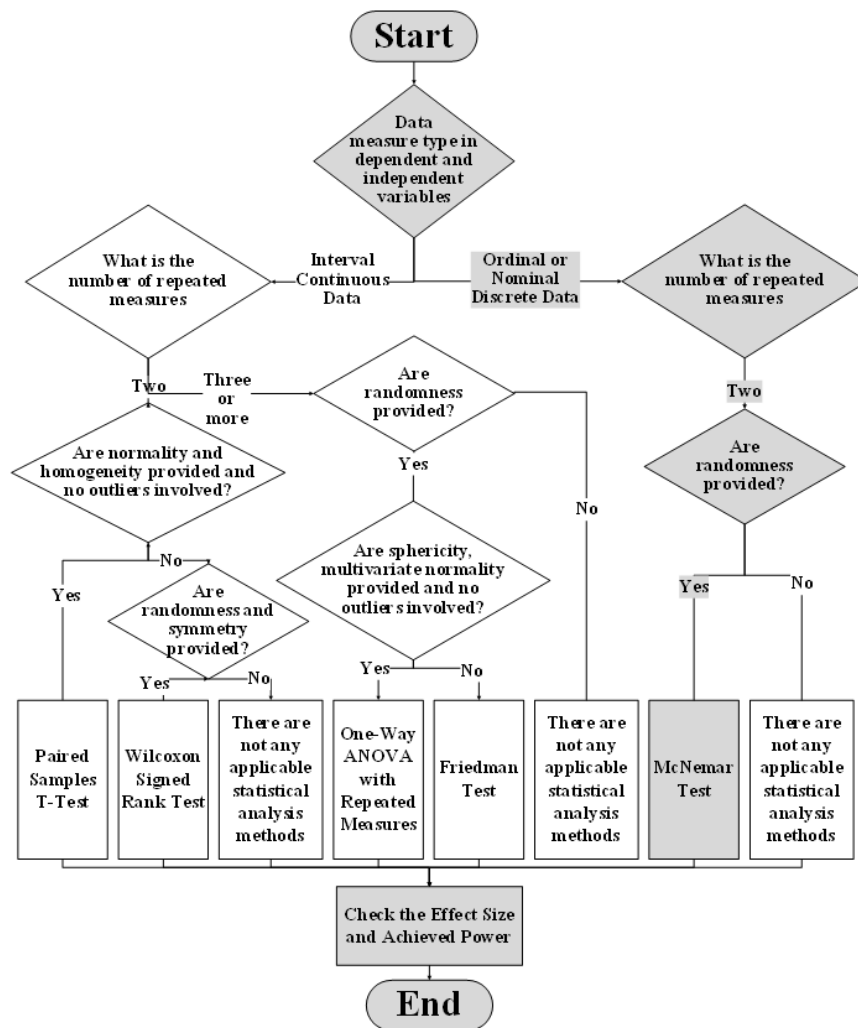 Start
Data
measure type in
dependent and
independent
variables
What is the
number of repeated
measures
Interval
Continuous
Data
Ordinal or
Nominal
Discrete Data
What is the
number of repeated
measures
Two
Three
or
more
Are
randomness
provided?
Two
Are normality and
homogeneity provided and
no outliers involved?
Yes
No
Are
randomness
provided?
No
Are sphericity,
multivariate normality
provided and no
outliers involved?
Yes
No
Are
randomness and
symmetry
provided?
Yes
No
Yes
No
Yes
No
Paired
Samples
T-Test
Wilcoxon
Signed
Rank Test
There are
not any
applicable
statistical
analysis
methods
One-Way
ANOVA
with
Repeated
Measures
Friedman
Test
There are
not any
applicable
statistical
analysis
methods
McNemar
Test
There are
not any
applicable
statistical
analysis
methods
Check the Effect Size
and Achieved Power
End